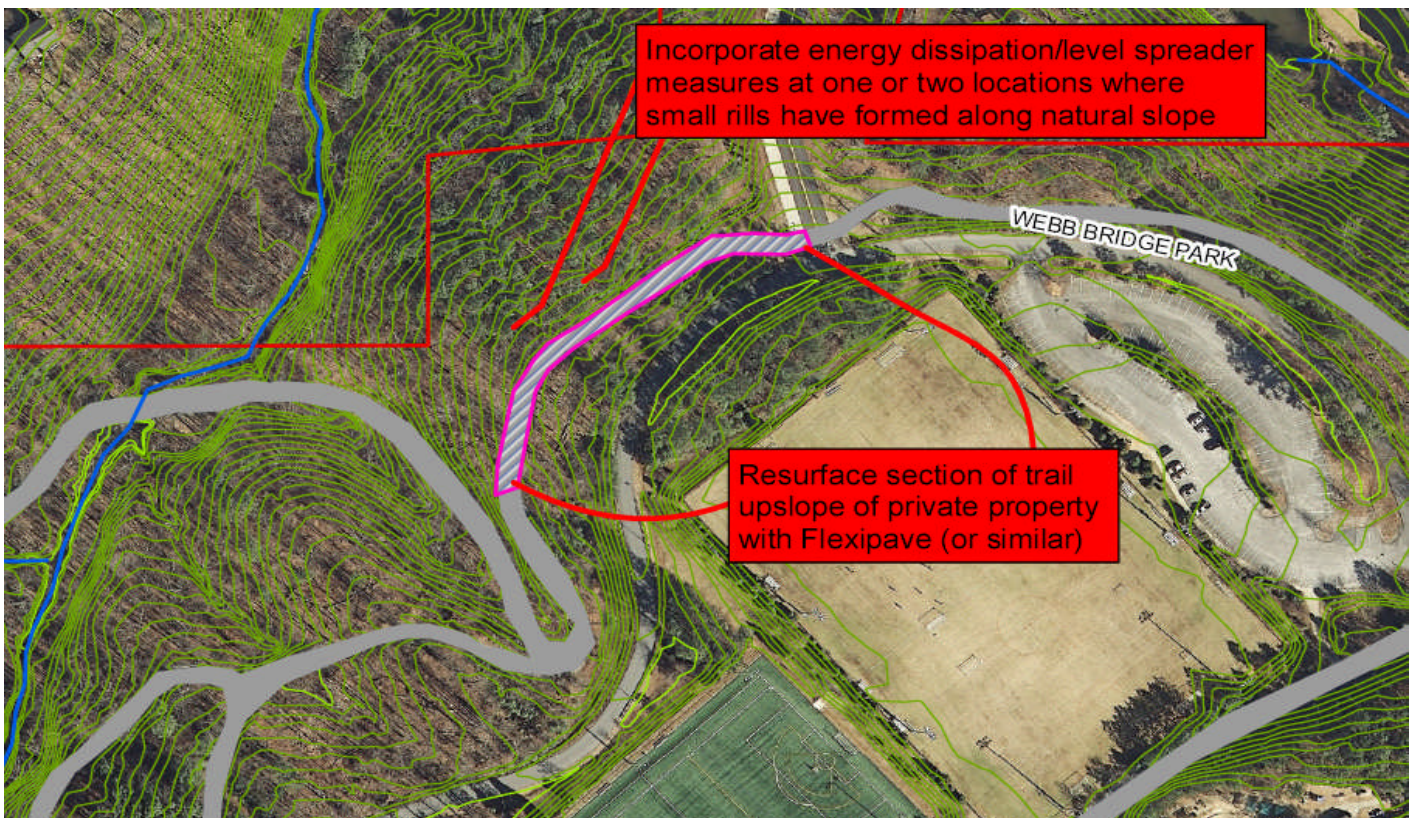 Incorporate energy dissipation/level spreader
measures at one or two locations where
small rills have formed along natural slope
WEBB BRIDGE PARK
Resurface section of trail
upslope of private property
with Flexipave (or similar)